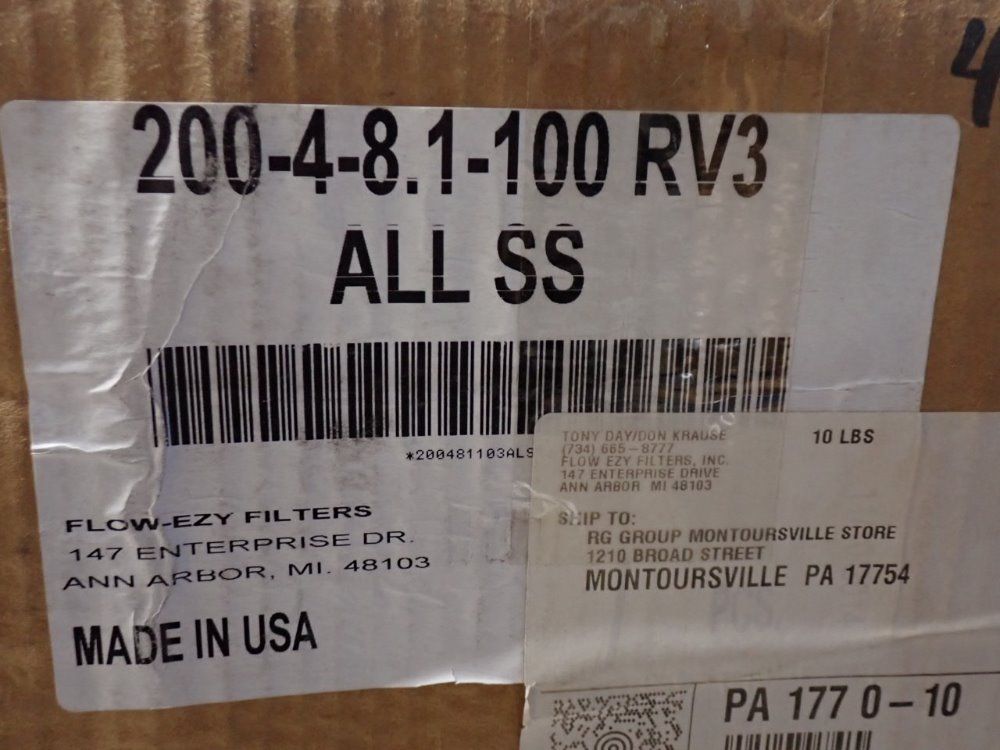 4
200-4-8.1-100 RV3
ALL SS
*200481103ALS
FLOW-EZY FILTERS
147 ENTERPRISE DR.
ANN ARBOR, MI. 48103
MADE IN USA
TONY DAY/DON KRAUSE
(734) 665-8777
FLOW EZY FILTERS, INC.
147 ENTERPRISE DRIVE
ANN ARBOR MI 48103
10 LBS
SHIP TO:
RG GROUP MONTOURSVILLE STORE
1210 BROAD STREET
MONTOURSVILLE PA 17754
PCS.
PA 177 0-10